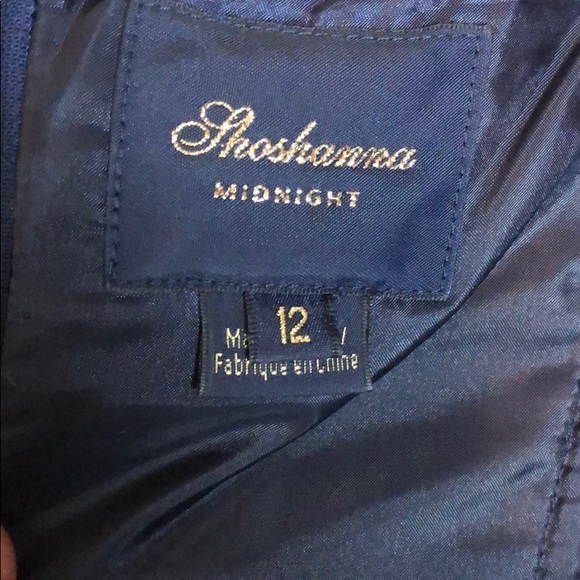 Shoshanna
MIDNIGHT
12
Fabrique en Chine